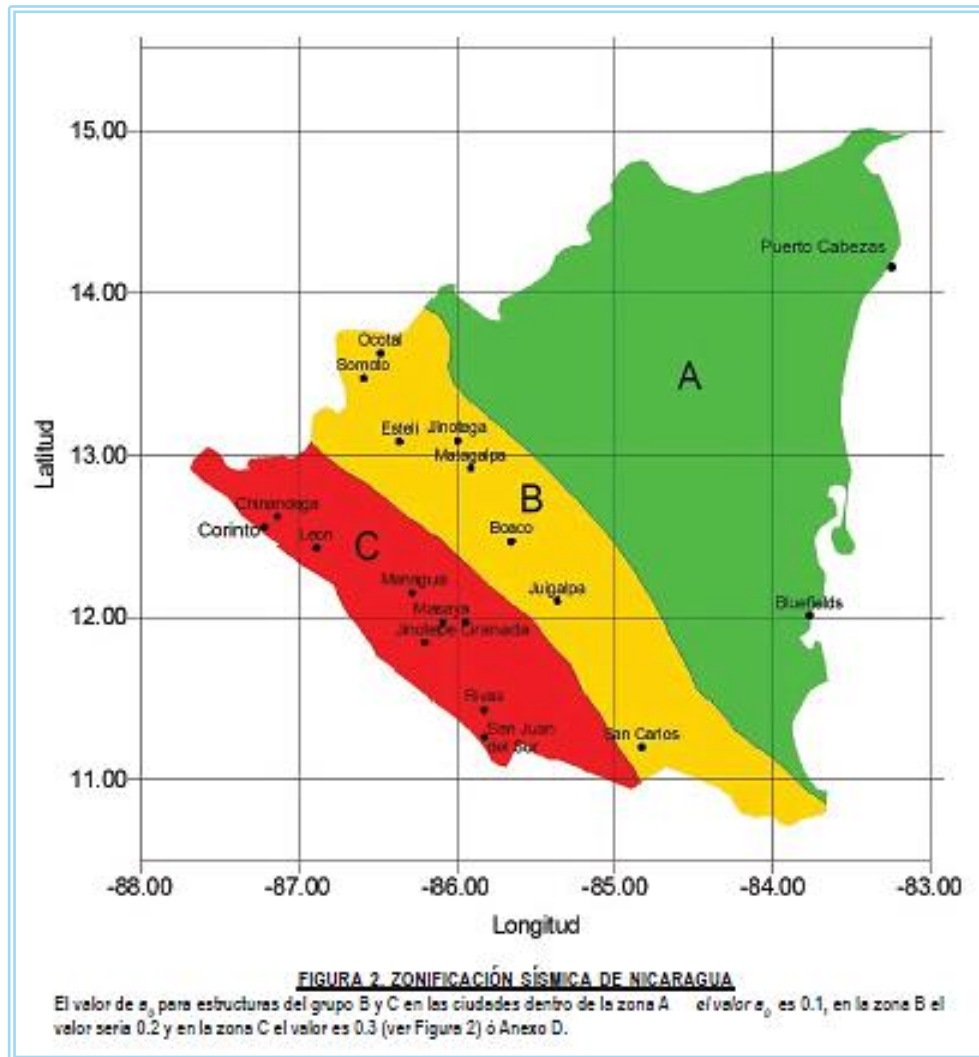 15.00
14.00
13.00
12.00
11.00
Latitud
Puerto Cabezas
A
Ocotal
Somoto
Esteli
Jinotega
Matagalpa
B
Boaco
Chinandega
Corinto
Leon
C
Managua
Juigalpa
Masaya
Jinotepe Granada
Bluefields
Rivas
San Juan
del Sur
San Carlos
-88.00 -87.00 -86.00 -85.00 -84.00 -83.00
Longitud
FIGURA 2. ZONIFICACIÓN SÍSMICA DE NICARAGUA
El valor de a0 para estructuras del grupo B y C en las ciudades dentro de la zona A el valor a0 es 0.1, en la zona B el
valor seria 0.2 y en la zona C el valor es 0.3 (ver Figura 2) ó Anexo D.